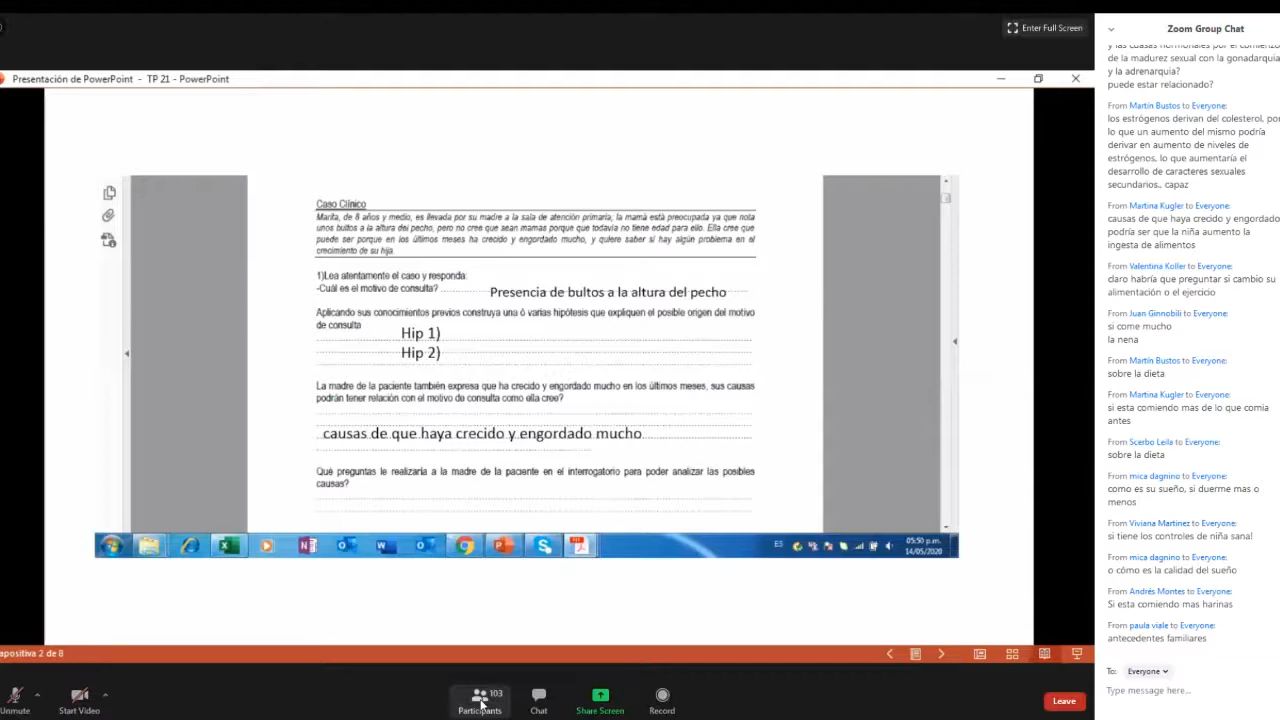 Enter Full Screen
Presentación de PowerPoint - TP 21 - PowerPoint
Caso Clínico
Marita, de 8 años y medio, es llevada por su madre a la sala de atención primaria; la mamá está preocupada ya que nota
unos bultos a la altura del pecho, pero no cree que sean mamas porque que todavía no tiene edad para ello. Ella cree que
puede ser porque en los últimos meses ha crecido y engordado mucho, y quiere saber si hay algún problema en el
crecimiento de su hija.
1)Lea atentamente el caso y responda:
-Cuál es el motivo de consulta?
Presencia de bultos a la altura del pecho
Aplicando sus conocimientos previos construya una ó varias hipótesis que expliquen el posible origen del motivo
de consulta
Hip 1)
Hip 2)
La madre de la paciente también expresa que ha crecido y engordado mucho en los últimos meses, sus causas
podrán tener relación con el motivo de consulta como ella cree?
causas de que haya crecido y engordado mucho
Qué preguntas le realizaría a la madre de la paciente en el interrogatorio para poder analizar las posibles
causas?
ES
05:50 p.m.
14/05/2020
apositiva 2 de 8
Unmute
Start Video
103
Participants
Chat
Share Screen
Record
Leave
Zoom Group Chat
y las cuasas hormonales por el comienzo
de la madurez sexual con la gonadarquia
y la adrenarquia?
puede estar relacionado?
From Martín Bustos to Everyone:
los estrógenos derivan del colesterol, por
lo que un aumento del mismo podría
derivar en aumento de niveles de
estrógenos, lo que aumentaría el
desarrollo de caracteres sexuales
secundarios.. capaz
From Martina Kugler to Everyone:
causas de que haya crecido y engordado
podría ser que la niña aumento la
ingesta de alimentos
From Valentina Koller to Everyone:
claro habría que preguntar si cambio su
alimentación o el ejercicio
From Juan Ginnobili to Everyone:
si come mucho
la nena
From Martín Bustos to Everyone:
sobre la dieta
From Martina Kugler to Everyone:
si esta comiendo mas de lo que comia
antes
From Scerbo Leila to Everyone:
sobre la dieta
From mica dagnino to Everyone:
como es su sueño, si duerme mas o
menos
From Viviana Martinez to Everyone:
si tiene los controles de niña sana!
From mica dagnino to Everyone:
o cómo es la calidad del sueño
From Andrés Montes to Everyone:
Si esta comiendo mas harinas
From paula viale to Everyone:
antecedentes familiares
To: Everyone
Type message here...